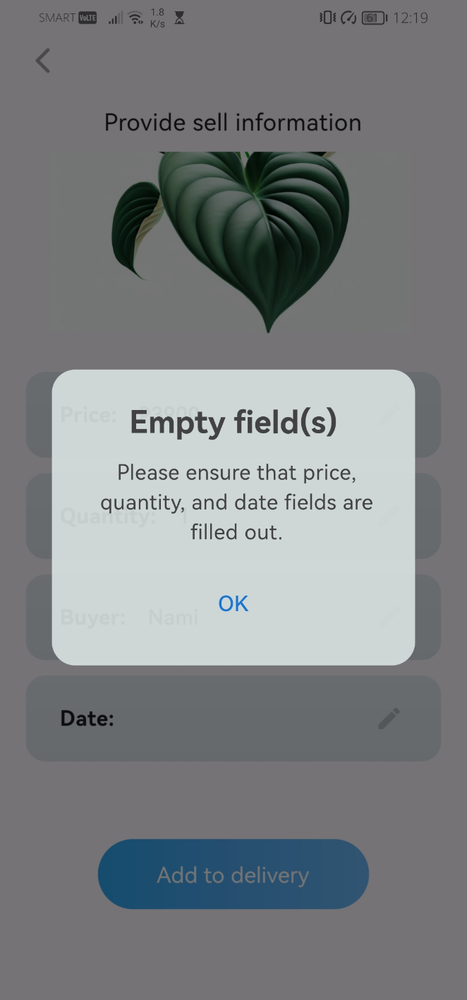 SMART VoLTE 1.8 K/s 61 12:19
Provide sell information
Price: ₱3900
Empty field(s)
Please ensure that price,
quantity, and date fields are
filled out.
Quantity: 1
OK
Buyer: Nami
Date:
Add to delivery